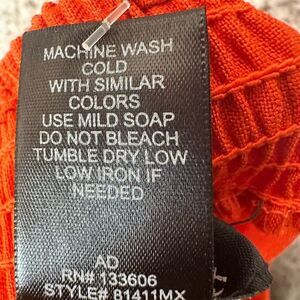 MACHINE WASH
COLD
WITH SIMILAR
COLORS
USE MILD SOAP
DO NOT BLEACH
TUMBLE DRY LOW
LOW IRON IF
NEEDED
AD
RN# 133606
STYLE# 81411MX